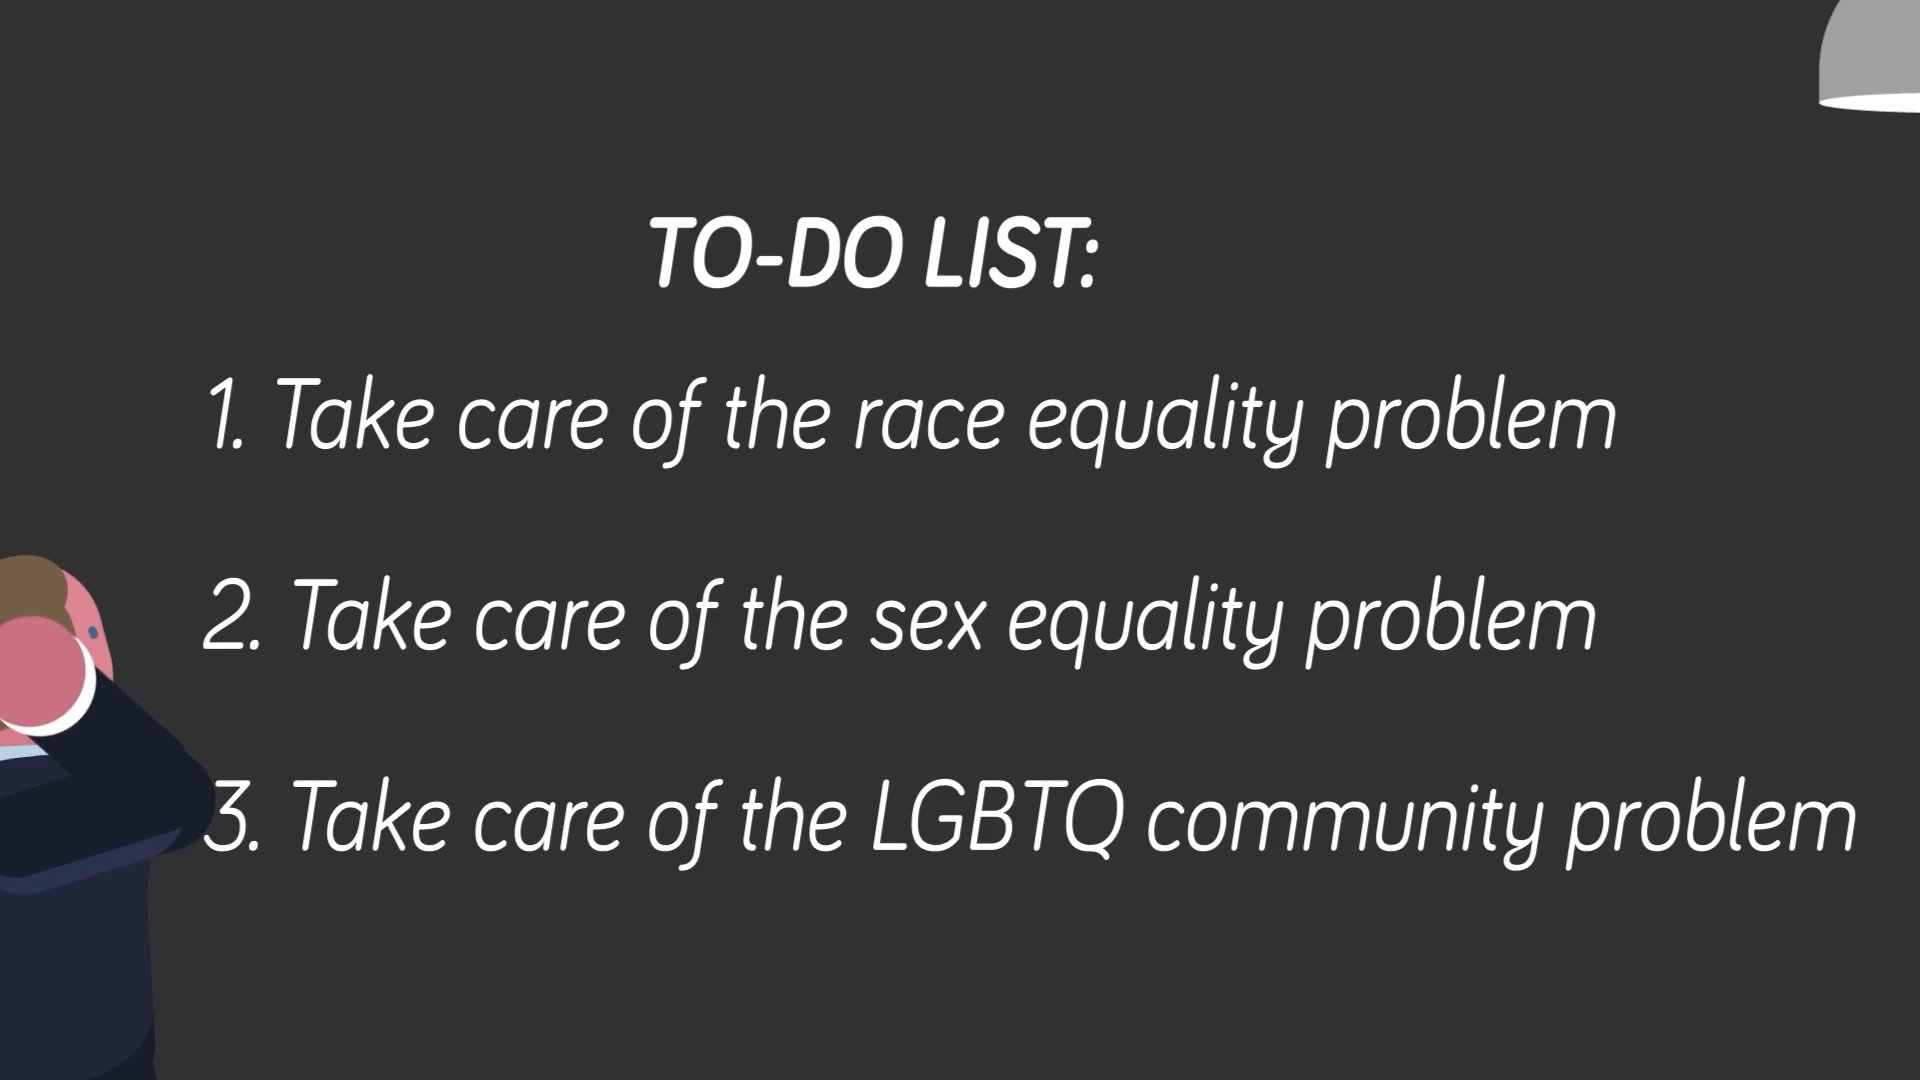 TO-DO LIST:
1. Take care of the race equality problem
2. Take care of the sex equality problem
3. Take care of the LGBTQ community problem